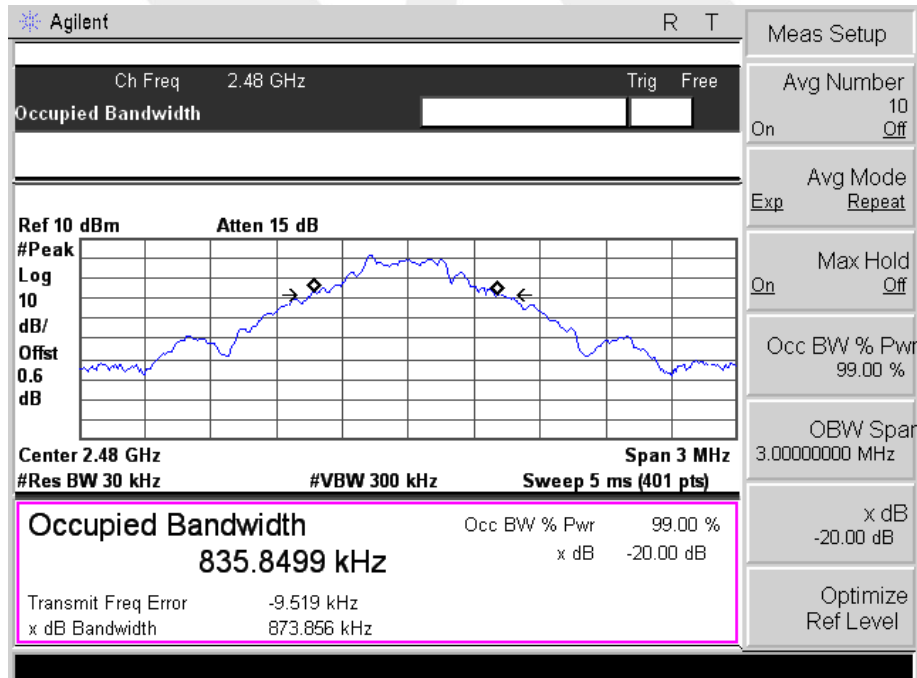 Agilent R T
Ch Freq 2.48 GHz Trig Free
Occupied Bandwidth
Ref 10 dBm Atten 15 dB
#Peak
Log
10
dB/
Offst
0.6
dB
Center 2.48 GHz Span 3 MHz
#Res BW 30 kHz #VBW 300 kHz Sweep 5 ms (401 pts)
Occupied Bandwidth Occ BW % Pwr 99.00 %
835.8499 kHz x dB -20.00 dB
Transmit Freq Error -9.519 kHz
x dB Bandwidth 873.856 kHz
Meas Setup
Avg Number
10
On Off
Avg Mode
Exp Repeat
Max Hold
On Off
Occ BW % Pwr
99.00 %
OBW Span
3.00000000 MHz
x dB
-20.00 dB
Optimize
Ref Level